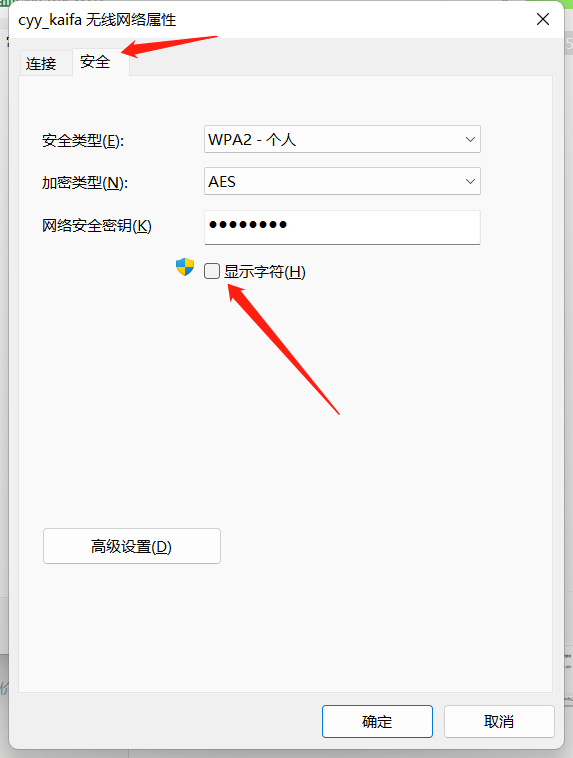 cyy_kaifa 无线网络属性
连接 安全
安全类型(E): WPA2 - 个人
加密类型(N): AES
网络安全密钥(K) ●●●●●●●●
显示字符(H)
高级设置(D)
确定 取消